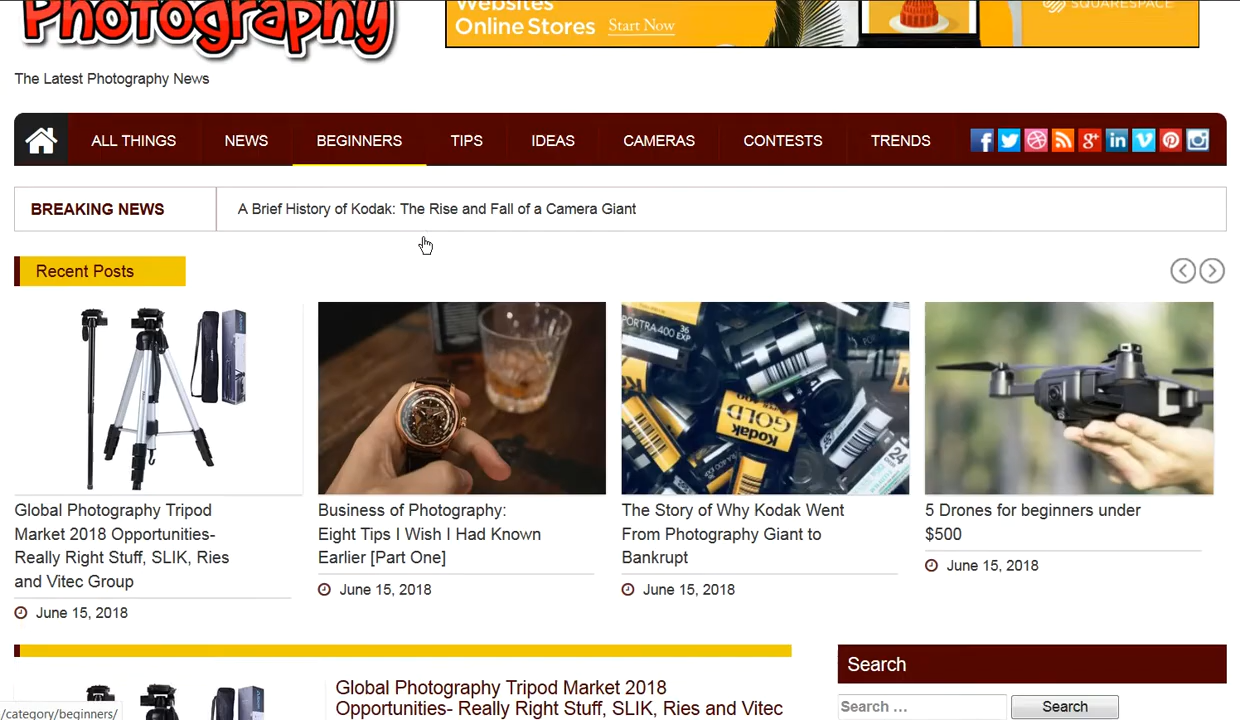 Photography
Websites
Online Stores Start Now
SQUARESPACE
The Latest Photography News
ALL THINGS NEWS BEGINNERS TIPS IDEAS CAMERAS CONTESTS TRENDS
BREAKING NEWS A Brief History of Kodak: The Rise and Fall of a Camera Giant
Recent Posts
PORTRA 400 36 EXP
GOLD
Kodak
24
Global Photography Tripod
Market 2018 Opportunities-
Really Right Stuff, SLIK, Ries
and Vitec Group
June 15, 2018
Business of Photography:
Eight Tips I Wish I Had Known
Earlier [Part One]
June 15, 2018
The Story of Why Kodak Went
From Photography Giant to
Bankrupt
June 15, 2018
5 Drones for beginners under
$500
June 15, 2018
Global Photography Tripod Market 2018
Opportunities- Really Right Stuff, SLIK, Ries and Vitec
Search
Search ... Search
/category/beginners/